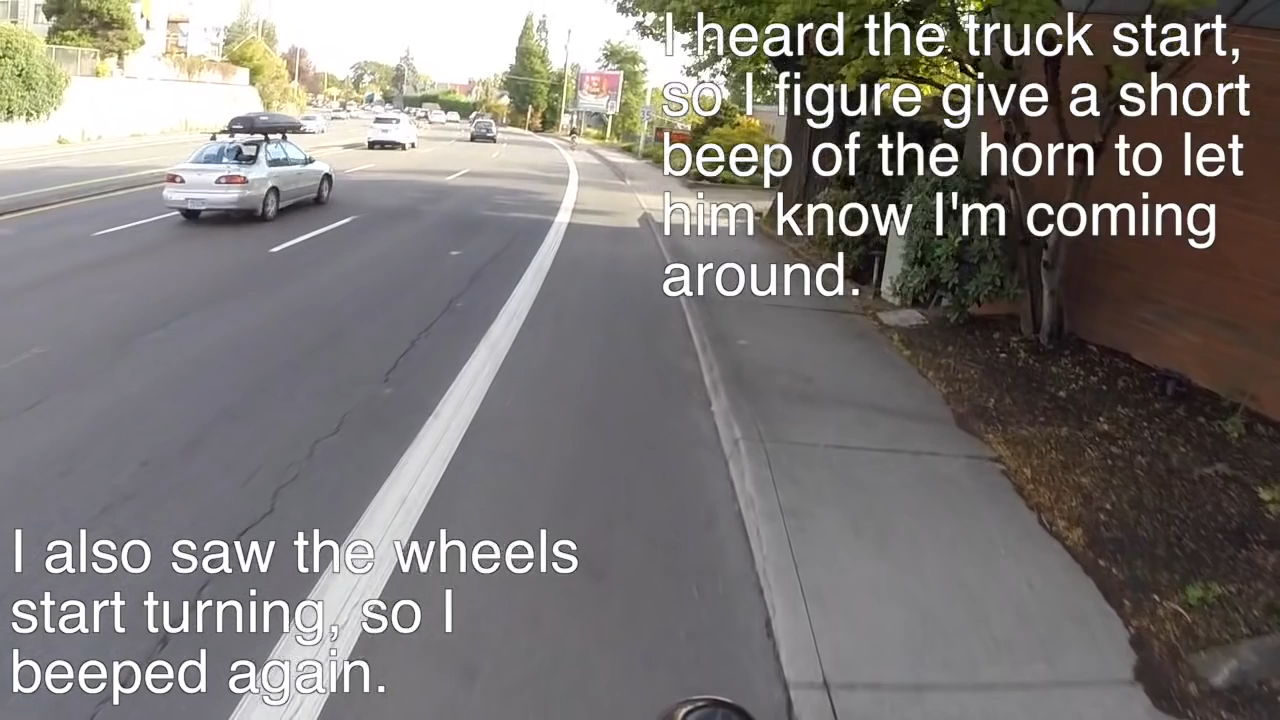 I heard the truck start,
so I figure give a short
beep of the horn to let
him know I'm coming
around.
I also saw the wheels
start turning, so I
beeped again.